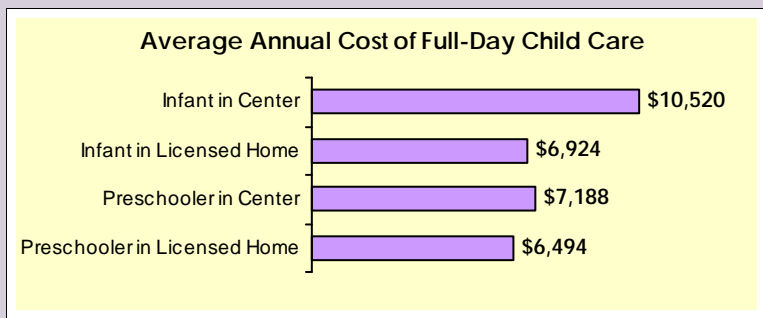 Average Annual Cost of Full-Day Child Care
Infant in Center $10,520
Infant in Licensed Home $6,924
Preschooler in Center $7,188
Preschooler in Licensed Home $6,494